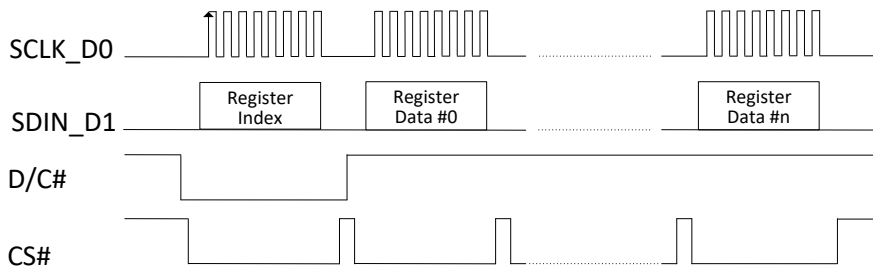 SCLK_D0
Register
Index
Register
Data #0
Register
Data #n
SDIN_D1
D/C#
CS#